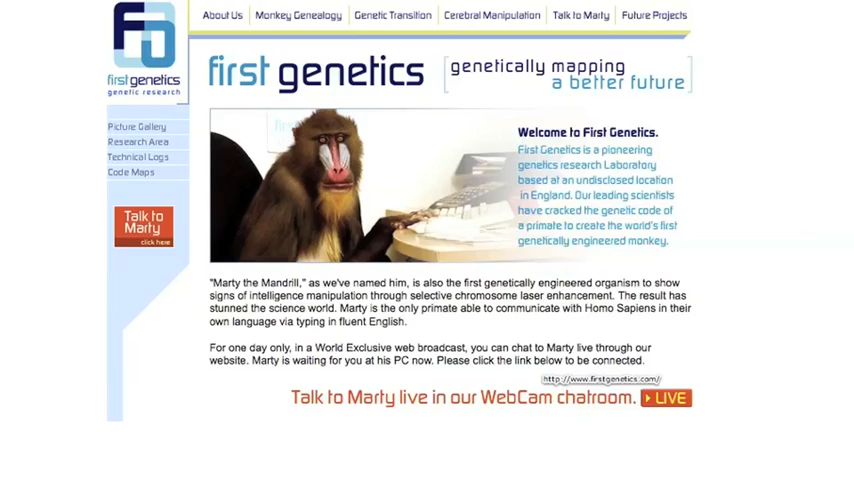 About Us
Monkey Genealogy
Genetic Transition
Cerebral Manipulation
Talk to Marty
Future Projects
firstgenetics
genetic research
first genetics
genetically mapping
a better future
Picture Gallery
Research Area
Technical Logs
Code Maps
Talk to
Marty
click here
Welcome to First Genetics.
First Genetics is a pioneering
genetics research Laboratory
based at an undisclosed location
in England. Our leading scientists
have cracked the genetic code of
a primate to create the world's first
genetically engineered monkey.
"Marty the Mandrill," as we've named him, is also the first genetically engineered organism to show
signs of intelligence manipulation through selective chromosome laser enhancement. The result has
stunned the science world. Marty is the only primate able to communicate with Homo Sapiens in their
own language via typing in fluent English.
For one day only, in a World Exclusive web broadcast, you can chat to Marty live through our
website. Marty is waiting for you at his PC now. Please click the link below to be connected.
http://www.firstgenetics.com/
Talk to Marty live in our WebCam chatroom. LIVE